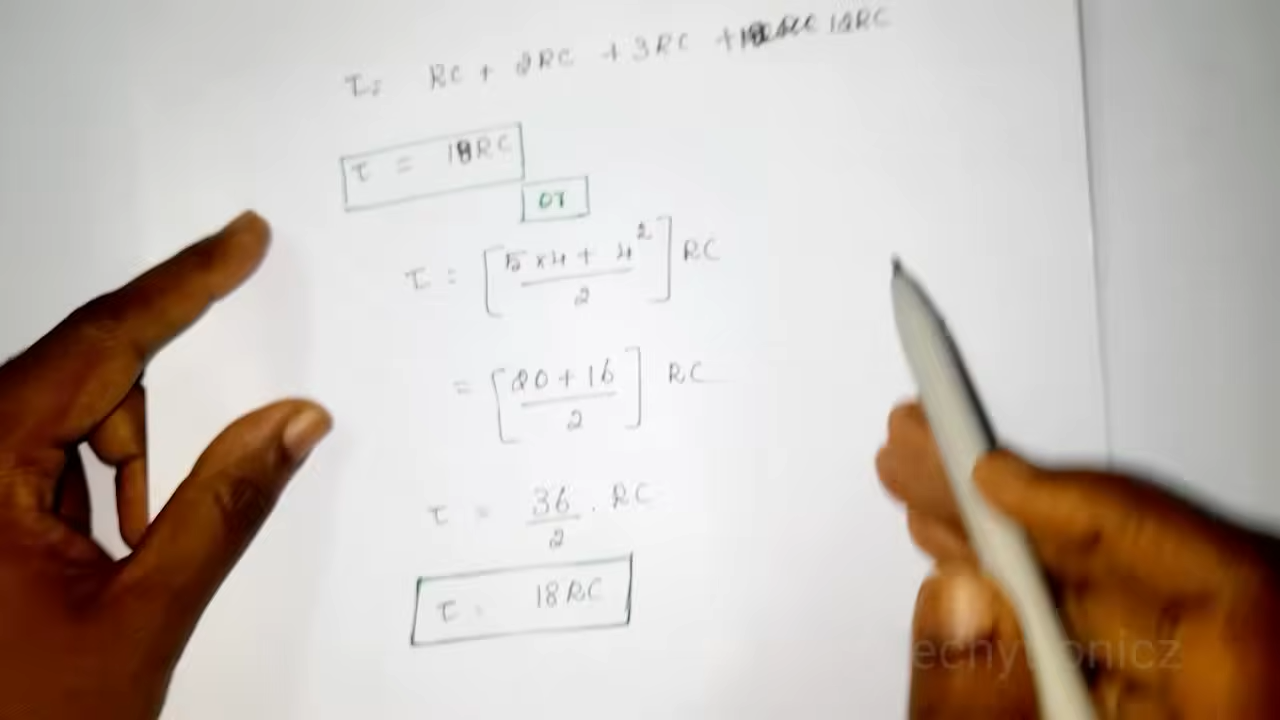 τ = RC + 2RC + 3RC + 12RC
τ = 18RC
or
τ = [5×4 + 4²] RC
2
= [20 + 16] RC
2
τ = 36 . RC
2
τ = 18RC